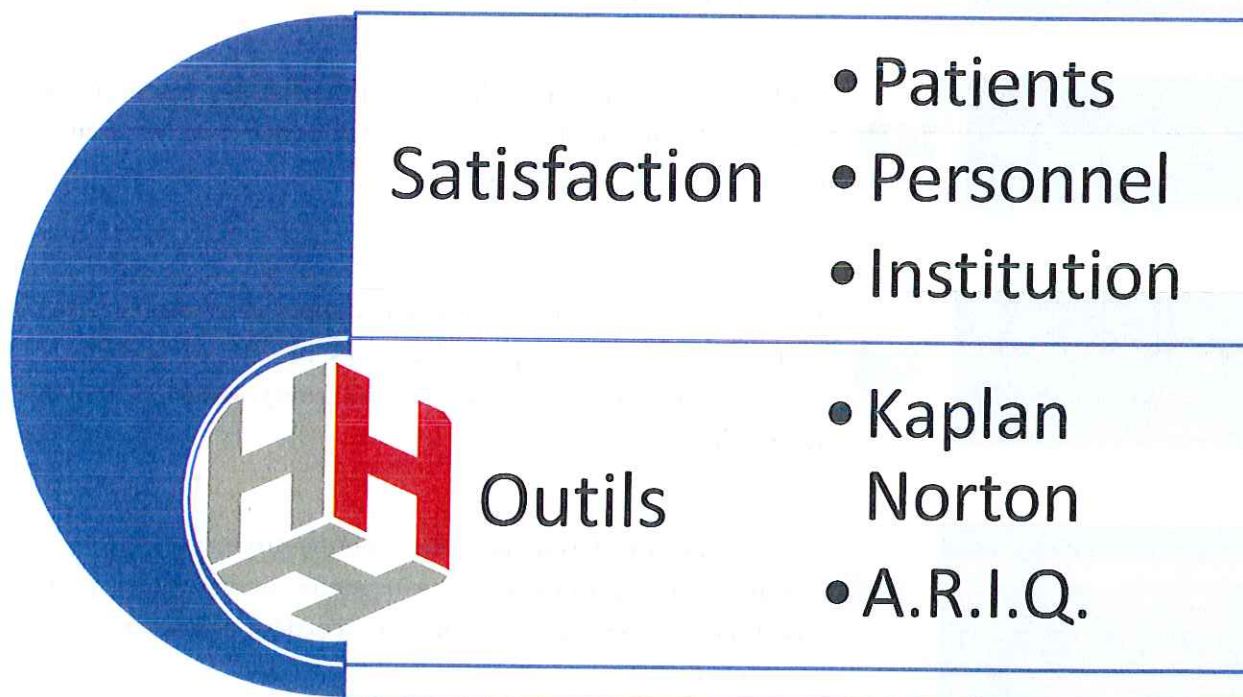 Satisfaction
• Patients
• Personnel
• Institution
Outils
• Kaplan
Norton
• A.R.I.Q.